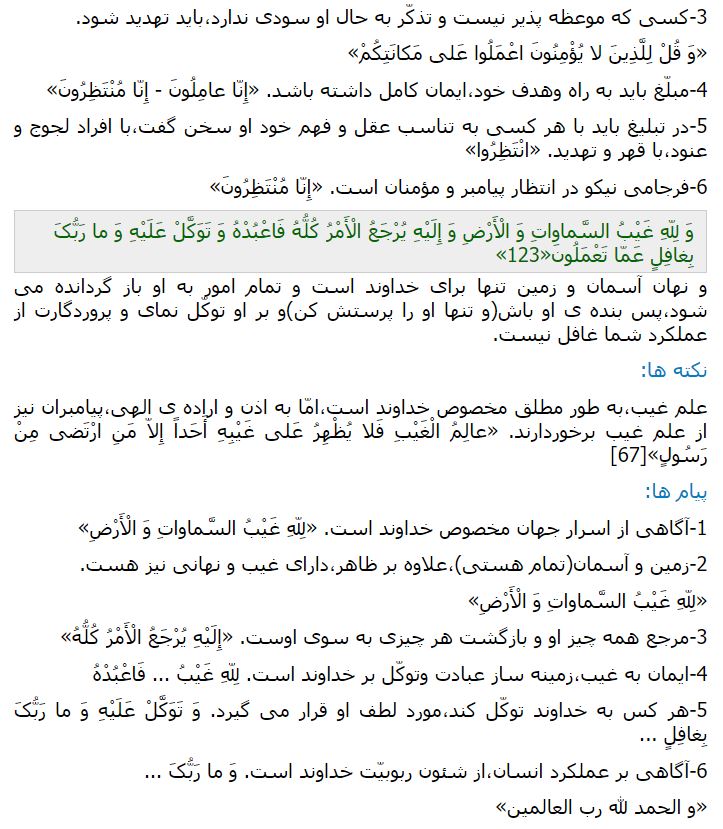 3-کسی که موعظه پذیر نیست و تذکّر به حال او سودی ندارد،باید تهدید شود.
«وَ قُلْ لِلَّذِینَ لا یُؤْمِنُونَ اعْمَلُوا عَلی مَکانَتِکُمْ»
4-مبلّغ باید به راه وهدف خود،ایمان کامل داشته باشد. «إِنّا عامِلُونَ - إِنّا مُنْتَظِرُونَ»
5-در تبلیغ باید با هر کسی به تناسب عقل و فهم خود او سخن گفت،با افراد لجوج و
عنود،با قهر و تهدید. «انْتَظِرُوا»
6-فرجامی نیکو در انتظار پیامبر و مؤمنان است. «إِنّا مُنْتَظِرُونَ»
وَ لِلّهِ غَیْبُ السَّماواتِ وَ الْأَرْضِ وَ إِلَیْهِ یُرْجَعُ الْأَمْرُ کُلُّهُ فَاعْبُدْهُ وَ تَوَکَّلْ عَلَیْهِ وَ ما رَبُّکَ
بِغافِلٍ عَمّا تَعْمَلُونَ«123»
و نهان آسمان و زمین تنها برای خداوند است و تمام امور به او باز گردانده می
شود،پس بنده ی او باش(و تنها او را پرستش کن)و بر او توکّل نمای و پروردگارت از
عملکرد شما غافل نیست.
نکته ها:
علم غیب،به طور مطلق مخصوص خداوند است،امّا به اذن و اراده ی الهی،پیامبران نیز
از علم غیب برخوردارند. «عالِمُ الْغَیْبِ فَلا یُظْهِرُ عَلی غَیْبِهِ أَحَداً إِلاّ مَنِ ارْتَضی مِنْ
رَسُولٍ»[67]
پیام ها:
1-آگاهی از اسرار جهان مخصوص خداوند است. «لِلّهِ غَیْبُ السَّماواتِ وَ الْأَرْضِ»
2-زمین و آسمان(تمام هستی)،علاوه بر ظاهر،دارای غیب و نهانی نیز هست.
«لِلّهِ غَیْبُ السَّماواتِ وَ الْأَرْضِ»
3-مرجع همه چیز او و بازگشت هر چیزی به سوی اوست. «إِلَیْهِ یُرْجَعُ الْأَمْرُ کُلُّهُ»
4-ایمان به غیب،زمینه ساز عبادت وتوکّل بر خداوند است. لِلّهِ غَیْبُ ... فَاعْبُدْهُ
5-هر کس به خداوند توکّل کند،مورد لطف او قرار می گیرد. وَ تَوَکَّلْ عَلَیْهِ وَ ما رَبُّکَ
بِغافِلٍ ...
6-آگاهی بر عملکرد انسان،از شئون ربوبیّت خداوند است. وَ ما رَبُّکَ ...
«و الحمد للّه رب العالمین»